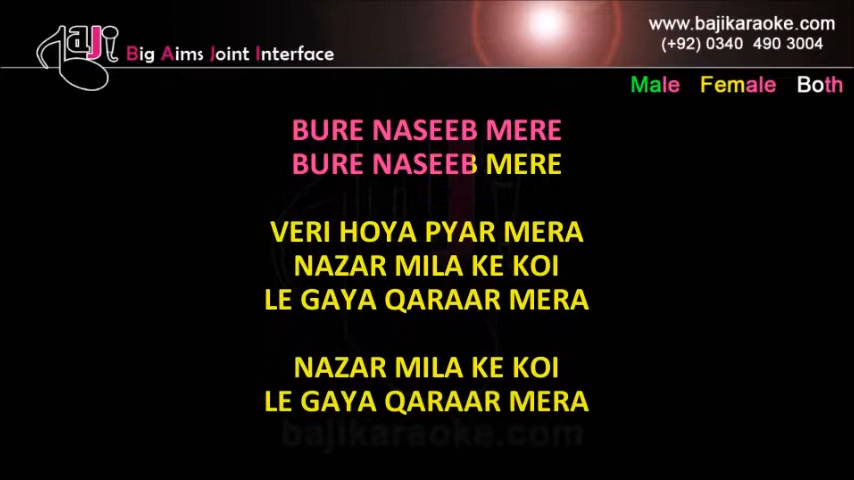 www.bajikaraoke.com
(+92) 0340 490 3004
Baji
Big Aims Joint Interface
Male Female Both
BURE NASEEB MERE
BURE NASEEB MERE
VERI HOYA PYAR MERA
NAZAR MILA KE KOI
LE GAYA QARAAR MERA
NAZAR MILA KE KOI
LE GAYA QARAAR MERA
bajikaraoke.com